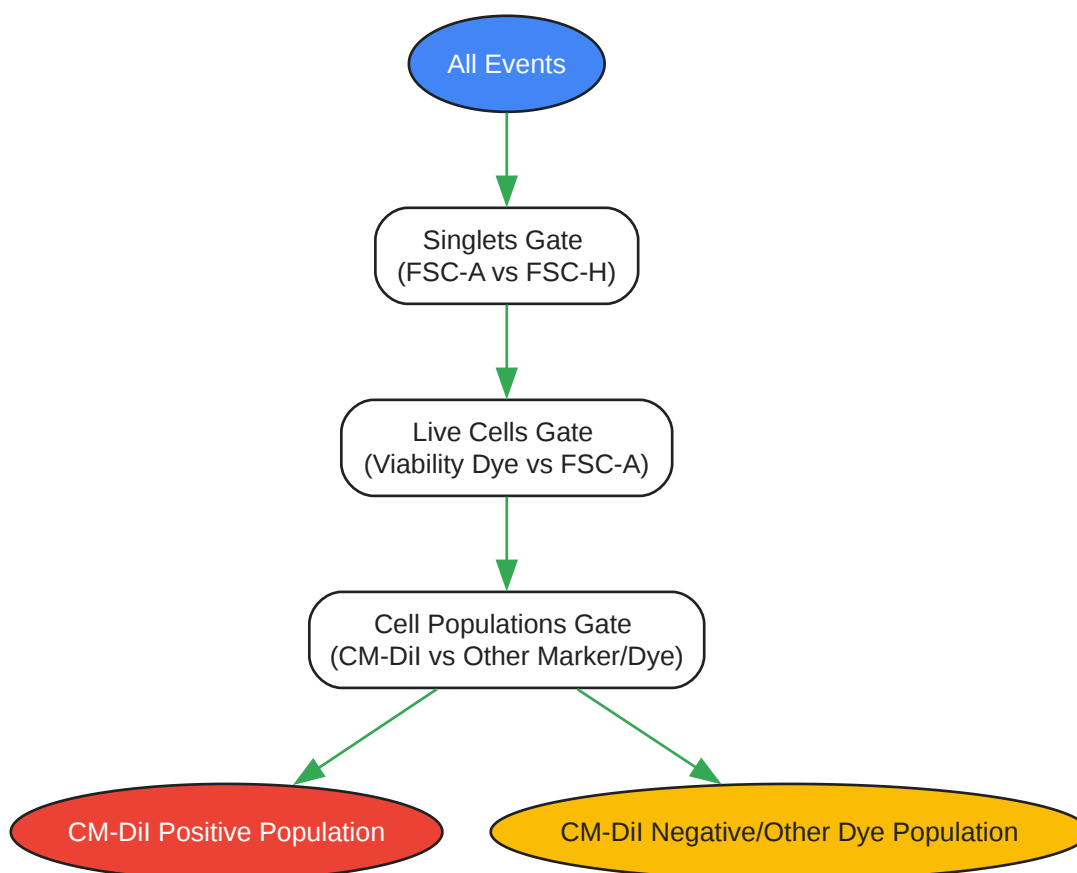 All Events
Singlets Gate
(FSC-A vs FSC-H)
Live Cells Gate
(Viability Dye vs FSC-A)
Cell Populations Gate
(CM-DiI vs Other Marker/Dye)
CM-DiI Positive Population
CM-DiI Negative/Other Dye Population